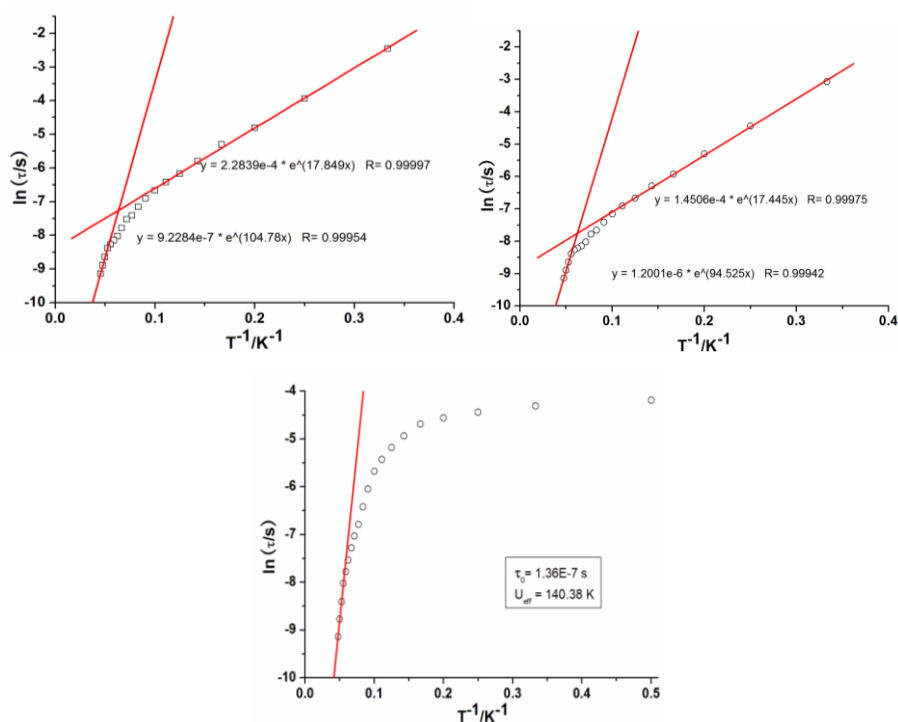 -2
-3
-4
-5
-6
-7
-8
-9
-10
ln (τ/s)
y = 2.2839e-4 * e^(17.849x) R= 0.99997
y = 9.2284e-7 * e^(104.78x) R= 0.99954
0.0 0.1 0.2 0.3 0.4
T⁻¹/K⁻¹
-2
-3
-4
-5
-6
-7
-8
-9
-10
ln (τ/s)
y = 1.4506e-4 * e^(17.445x) R= 0.99975
y = 1.2001e-6 * e^(94.525x) R= 0.99942
0.0 0.1 0.2 0.3 0.4
T⁻¹/K⁻¹
-4
-5
-6
-7
-8
-9
-10
ln (τ/s)
τ₀= 1.36E-7 s
U_eff = 140.38 K
0.0 0.1 0.2 0.3 0.4 0.5
T⁻¹/K⁻¹